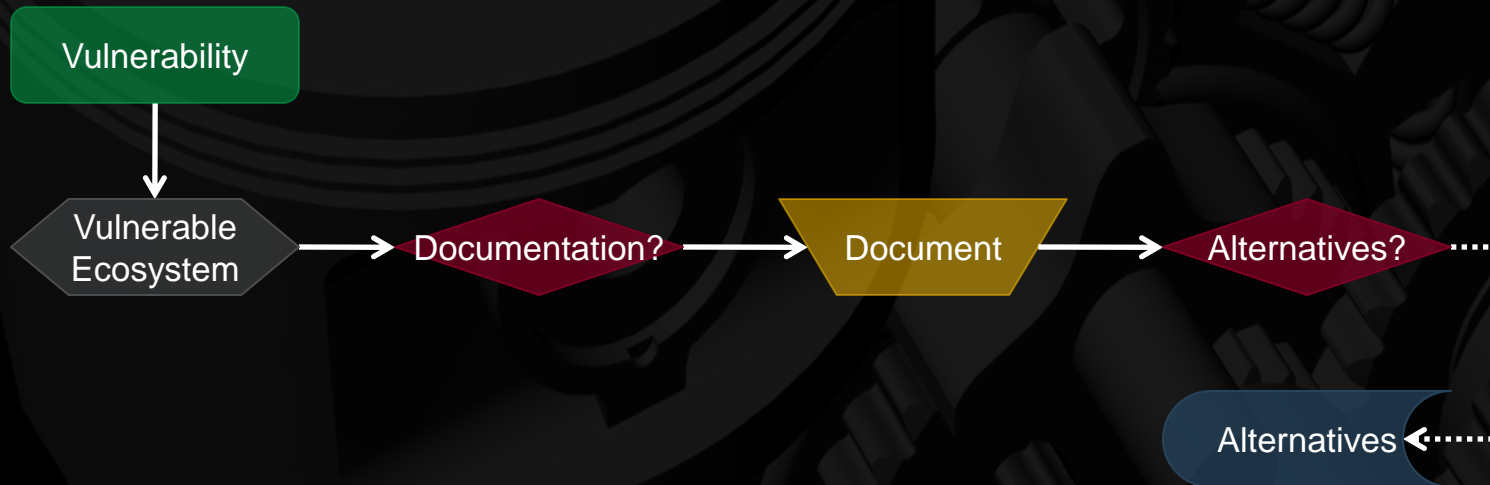 Vulnerability
Vulnerable
Ecosystem
Documentation?
Document
Alternatives?
Alternatives